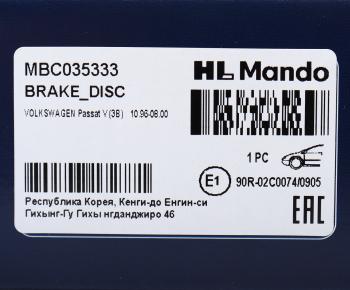 MBC035333
BRAKE_DISC
HL Mando
VOLKSWAGEN Passat V (3B) 10.96-08.00
1 PC
E1 90R-02C0074/0905
Республика Корея, Кенги-до Енгин-си
Гихынг-Гу Гихы нгданджиро 46
EAC